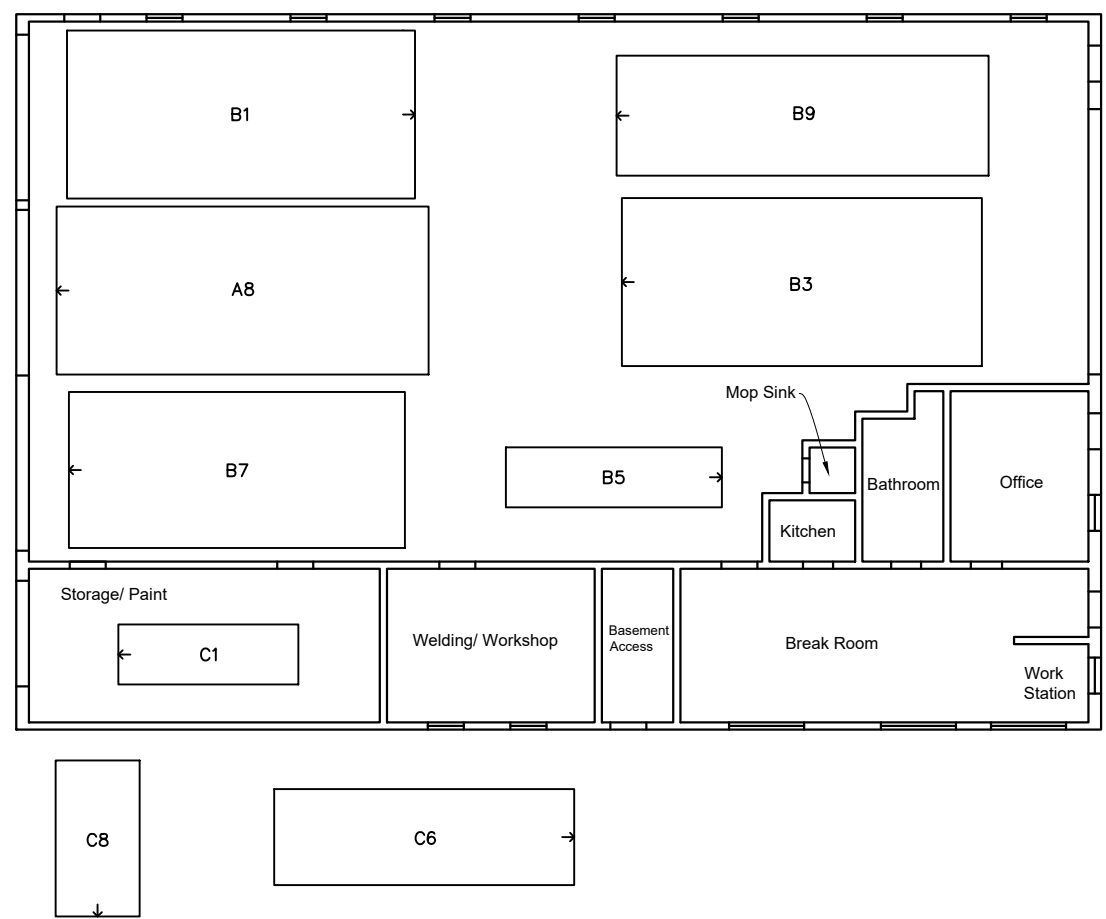 B1
B9
A8
B3
Mop Sink
B7
B5
Bathroom
Office
Kitchen
Storage/ Paint
C1
Welding/ Workshop
Basement
Access
Break Room
Work
Station
C8
C6